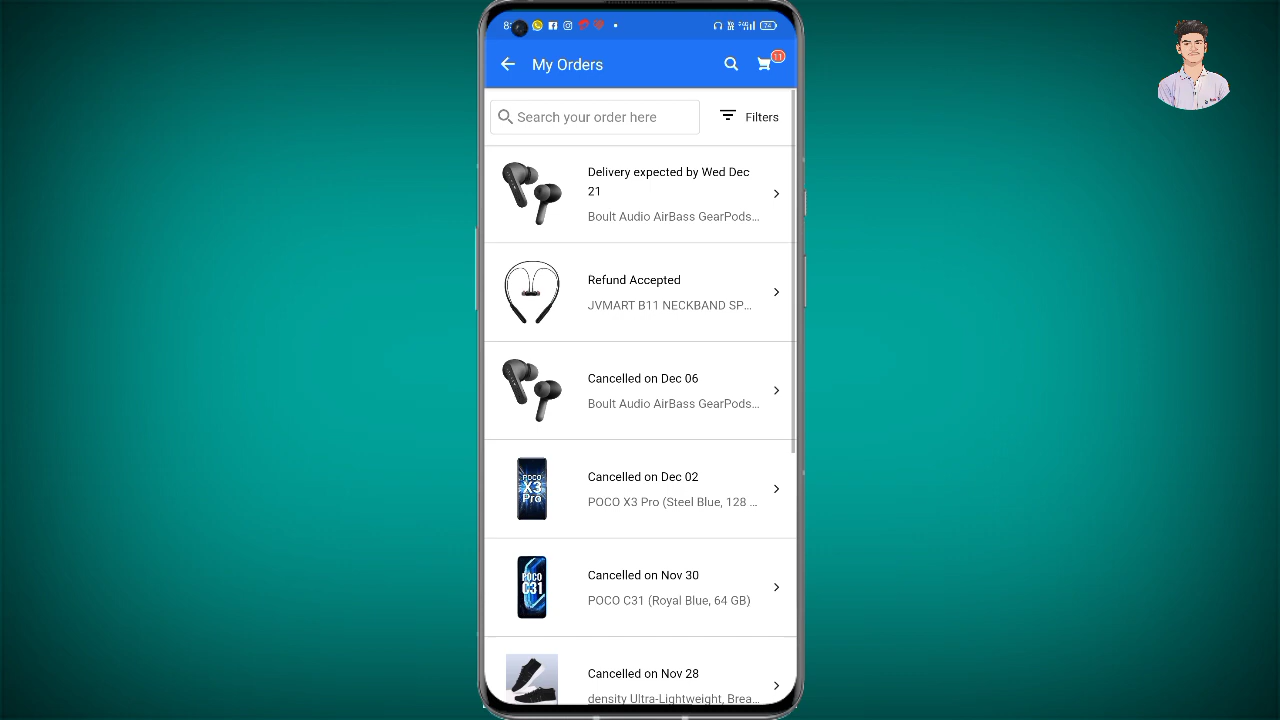 8:
24
My Orders
11
Search your order here
Filters
Delivery expected by Wed Dec
21
Boult Audio AirBass GearPods...
Refund Accepted
JVMART B11 NECKBAND SP...
Cancelled on Dec 06
Boult Audio AirBass GearPods...
POCO
X3
Pro
Cancelled on Dec 02
POCO X3 Pro (Steel Blue, 128 ...
POCO
C31
Cancelled on Nov 30
POCO C31 (Royal Blue, 64 GB)
Cancelled on Nov 28
density Ultra-Lightweight, Brea...